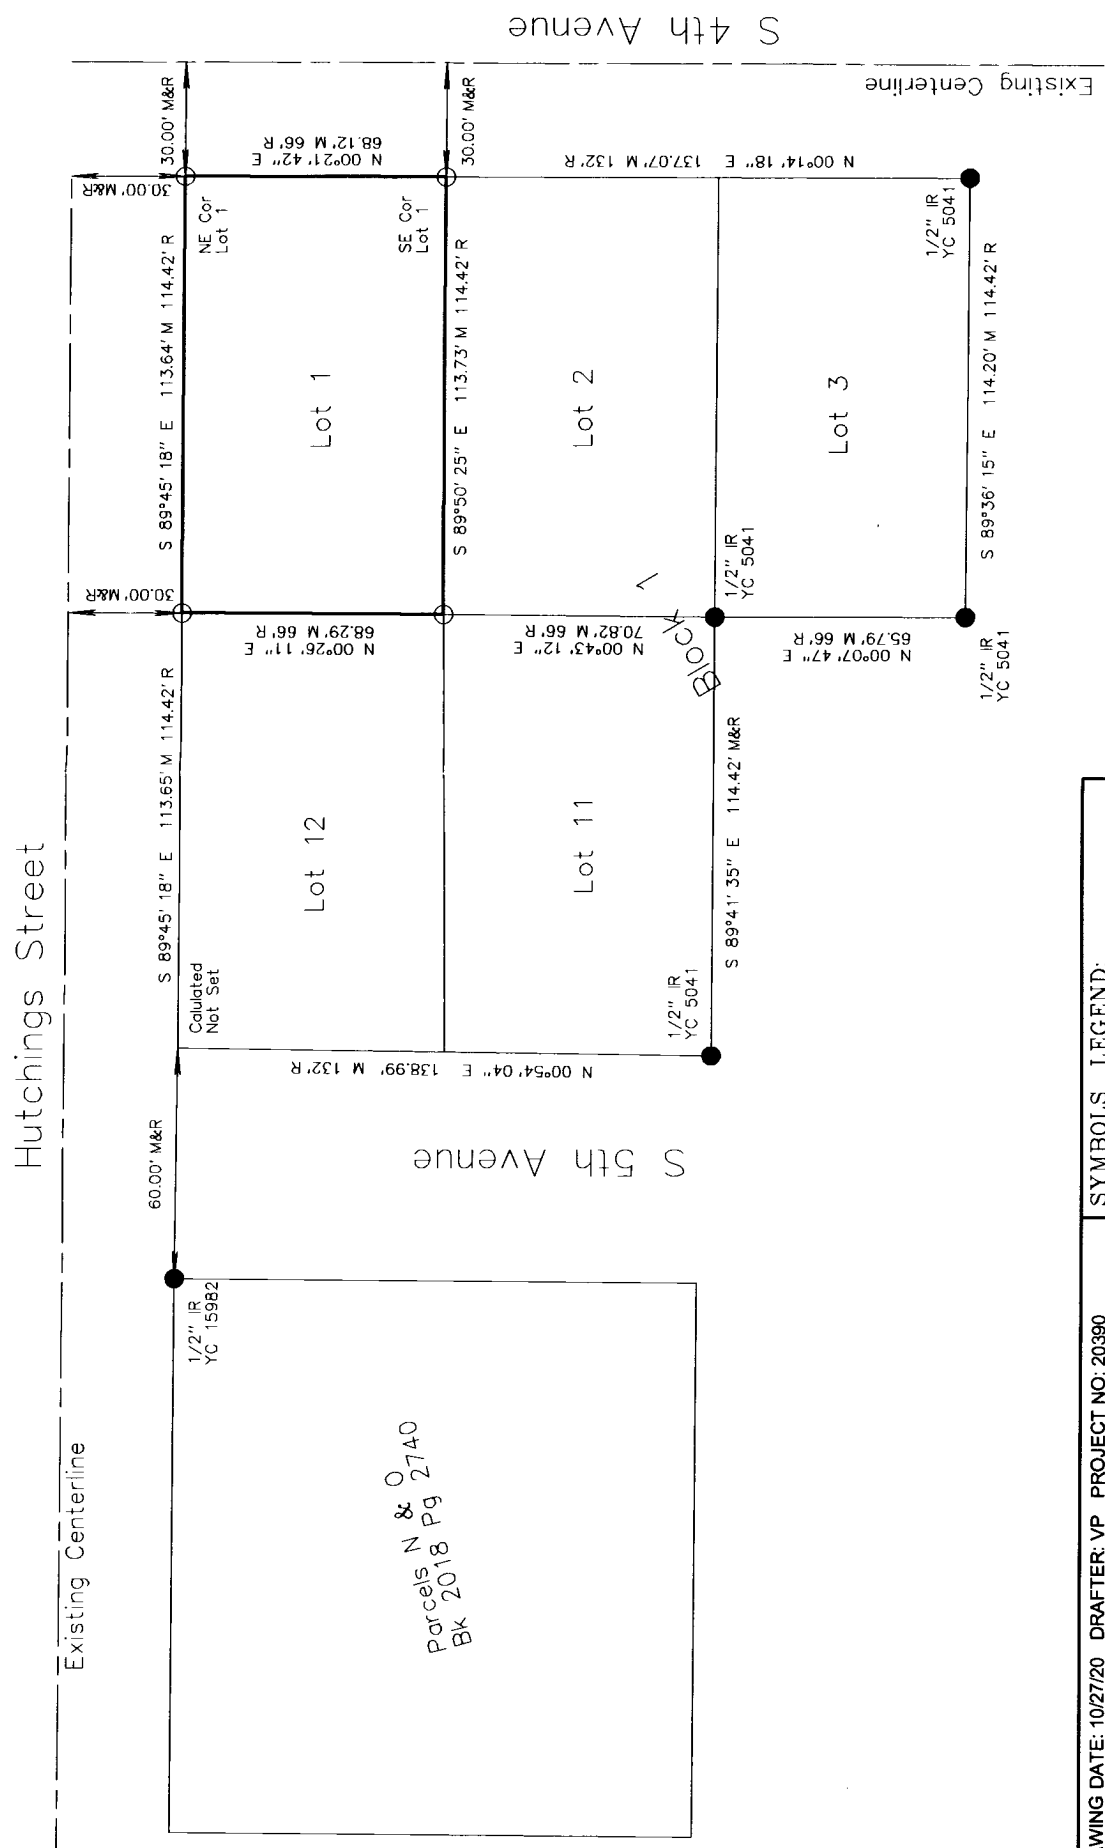 Hutchings Street
Existing Centerline
S 4th Avenue
Existing Centerline
30.00' M&R
30.00' M&R
30.00' M&R
30.00' M&R
60.00' M&R
S 89°45' 18" E 113.65' M 114.42' R
S 89°45' 18" E 113.64' M 114.42' R
NE Cor
Lot 1
SE Cor
Lot 1
N 00°21' 42" E
68.12' M 66'R
Calulated
Not Set
Lot 12
N 00°26' 11" E
68.29' M 66'R
Lot 1
S 89°50' 25" E 113.73' M 114.42' R
1/2" IR
YC 15982
Parcels N & O
Bk 2018 Pg 2740
S 5th Avenue
N 00°54' 04" E 138.99' M 132'R
Lot 11
N 00°43' 12" E
70.82' M 66'R
Lot 2
N 00°14' 18" E 137.07' M 132'R
Block 7
1/2" IR
YC 5041
S 89°41' 35" E 114.42' M&R
1/2" IR
YC 5041
N 00°07' 47" E
65.79' M 66'R
Lot 3
1/2" IR
YC 5041
1/2" IR
YC 5041
S 89°36' 15" E 114.20' M 114.42' R
WING DATE: 10/27/20 DRAFTER: VP PROJECT NO: 20390
SYMBOLS LEGEND: